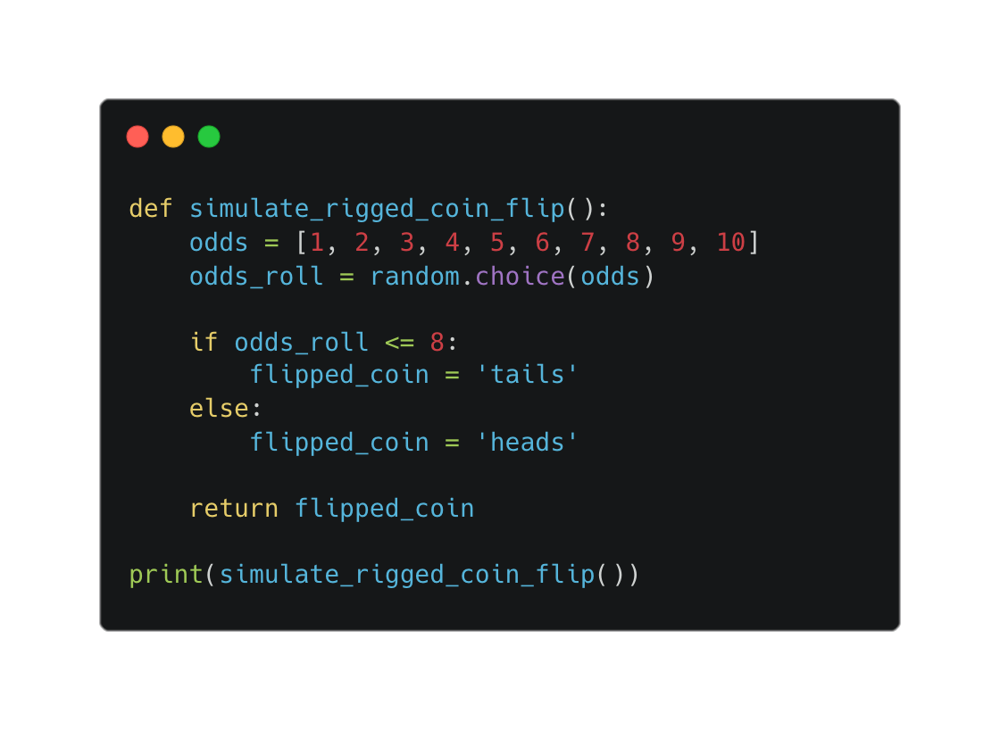 def simulate_rigged_coin_flip():
    odds = [1, 2, 3, 4, 5, 6, 7, 8, 9, 10]
    odds_roll = random.choice(odds)

    if odds_roll <= 8:
        flipped_coin = 'tails'
    else:
        flipped_coin = 'heads'

    return flipped_coin

print(simulate_rigged_coin_flip())